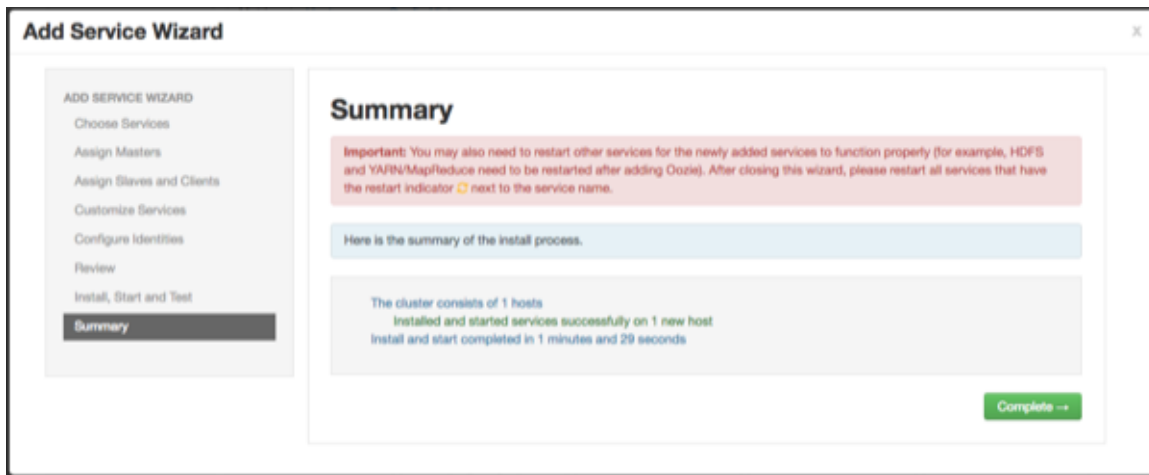 Add Service Wizard
x
ADD SERVICE WIZARD
Choose Services
Assign Masters
Assign Slaves and Clients
Customize Services
Configure Identities
Review
Install, Start and Test
Summary
Summary
Important: You may also need to restart other services for the newly added services to function property (for example, HDFS
and YARN/MapReduce need to be restarted after adding Oozie). After closing this wizard, please restart all services that have
the restart indicator next to the service name.
Here is the summary of the install process.
The cluster consists of 1 hosts
Installed and started services successfully on 1 new host
Install and start completed in 1 minutes and 29 seconds
Complete →